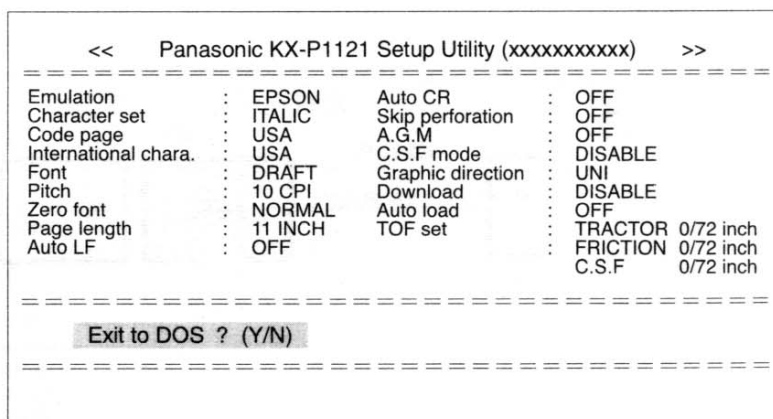 << Panasonic KX-P1121 Setup Utility (xxxxxxxxxxx) >>
Emulation : EPSON Auto CR : OFF
Character set : ITALIC Skip perforation : OFF
Code page : USA A.G.M : OFF
International chara. : USA C.S.F mode : DISABLE
Font : DRAFT Graphic direction : UNI
Pitch : 10 CPI Download : DISABLE
Zero font : NORMAL Auto load : OFF
Page length : 11 INCH TOF set : TRACTOR 0/72 inch
Auto LF : OFF : FRICTION 0/72 inch
C.S.F 0/72 inch
Exit to DOS ? (Y/N)